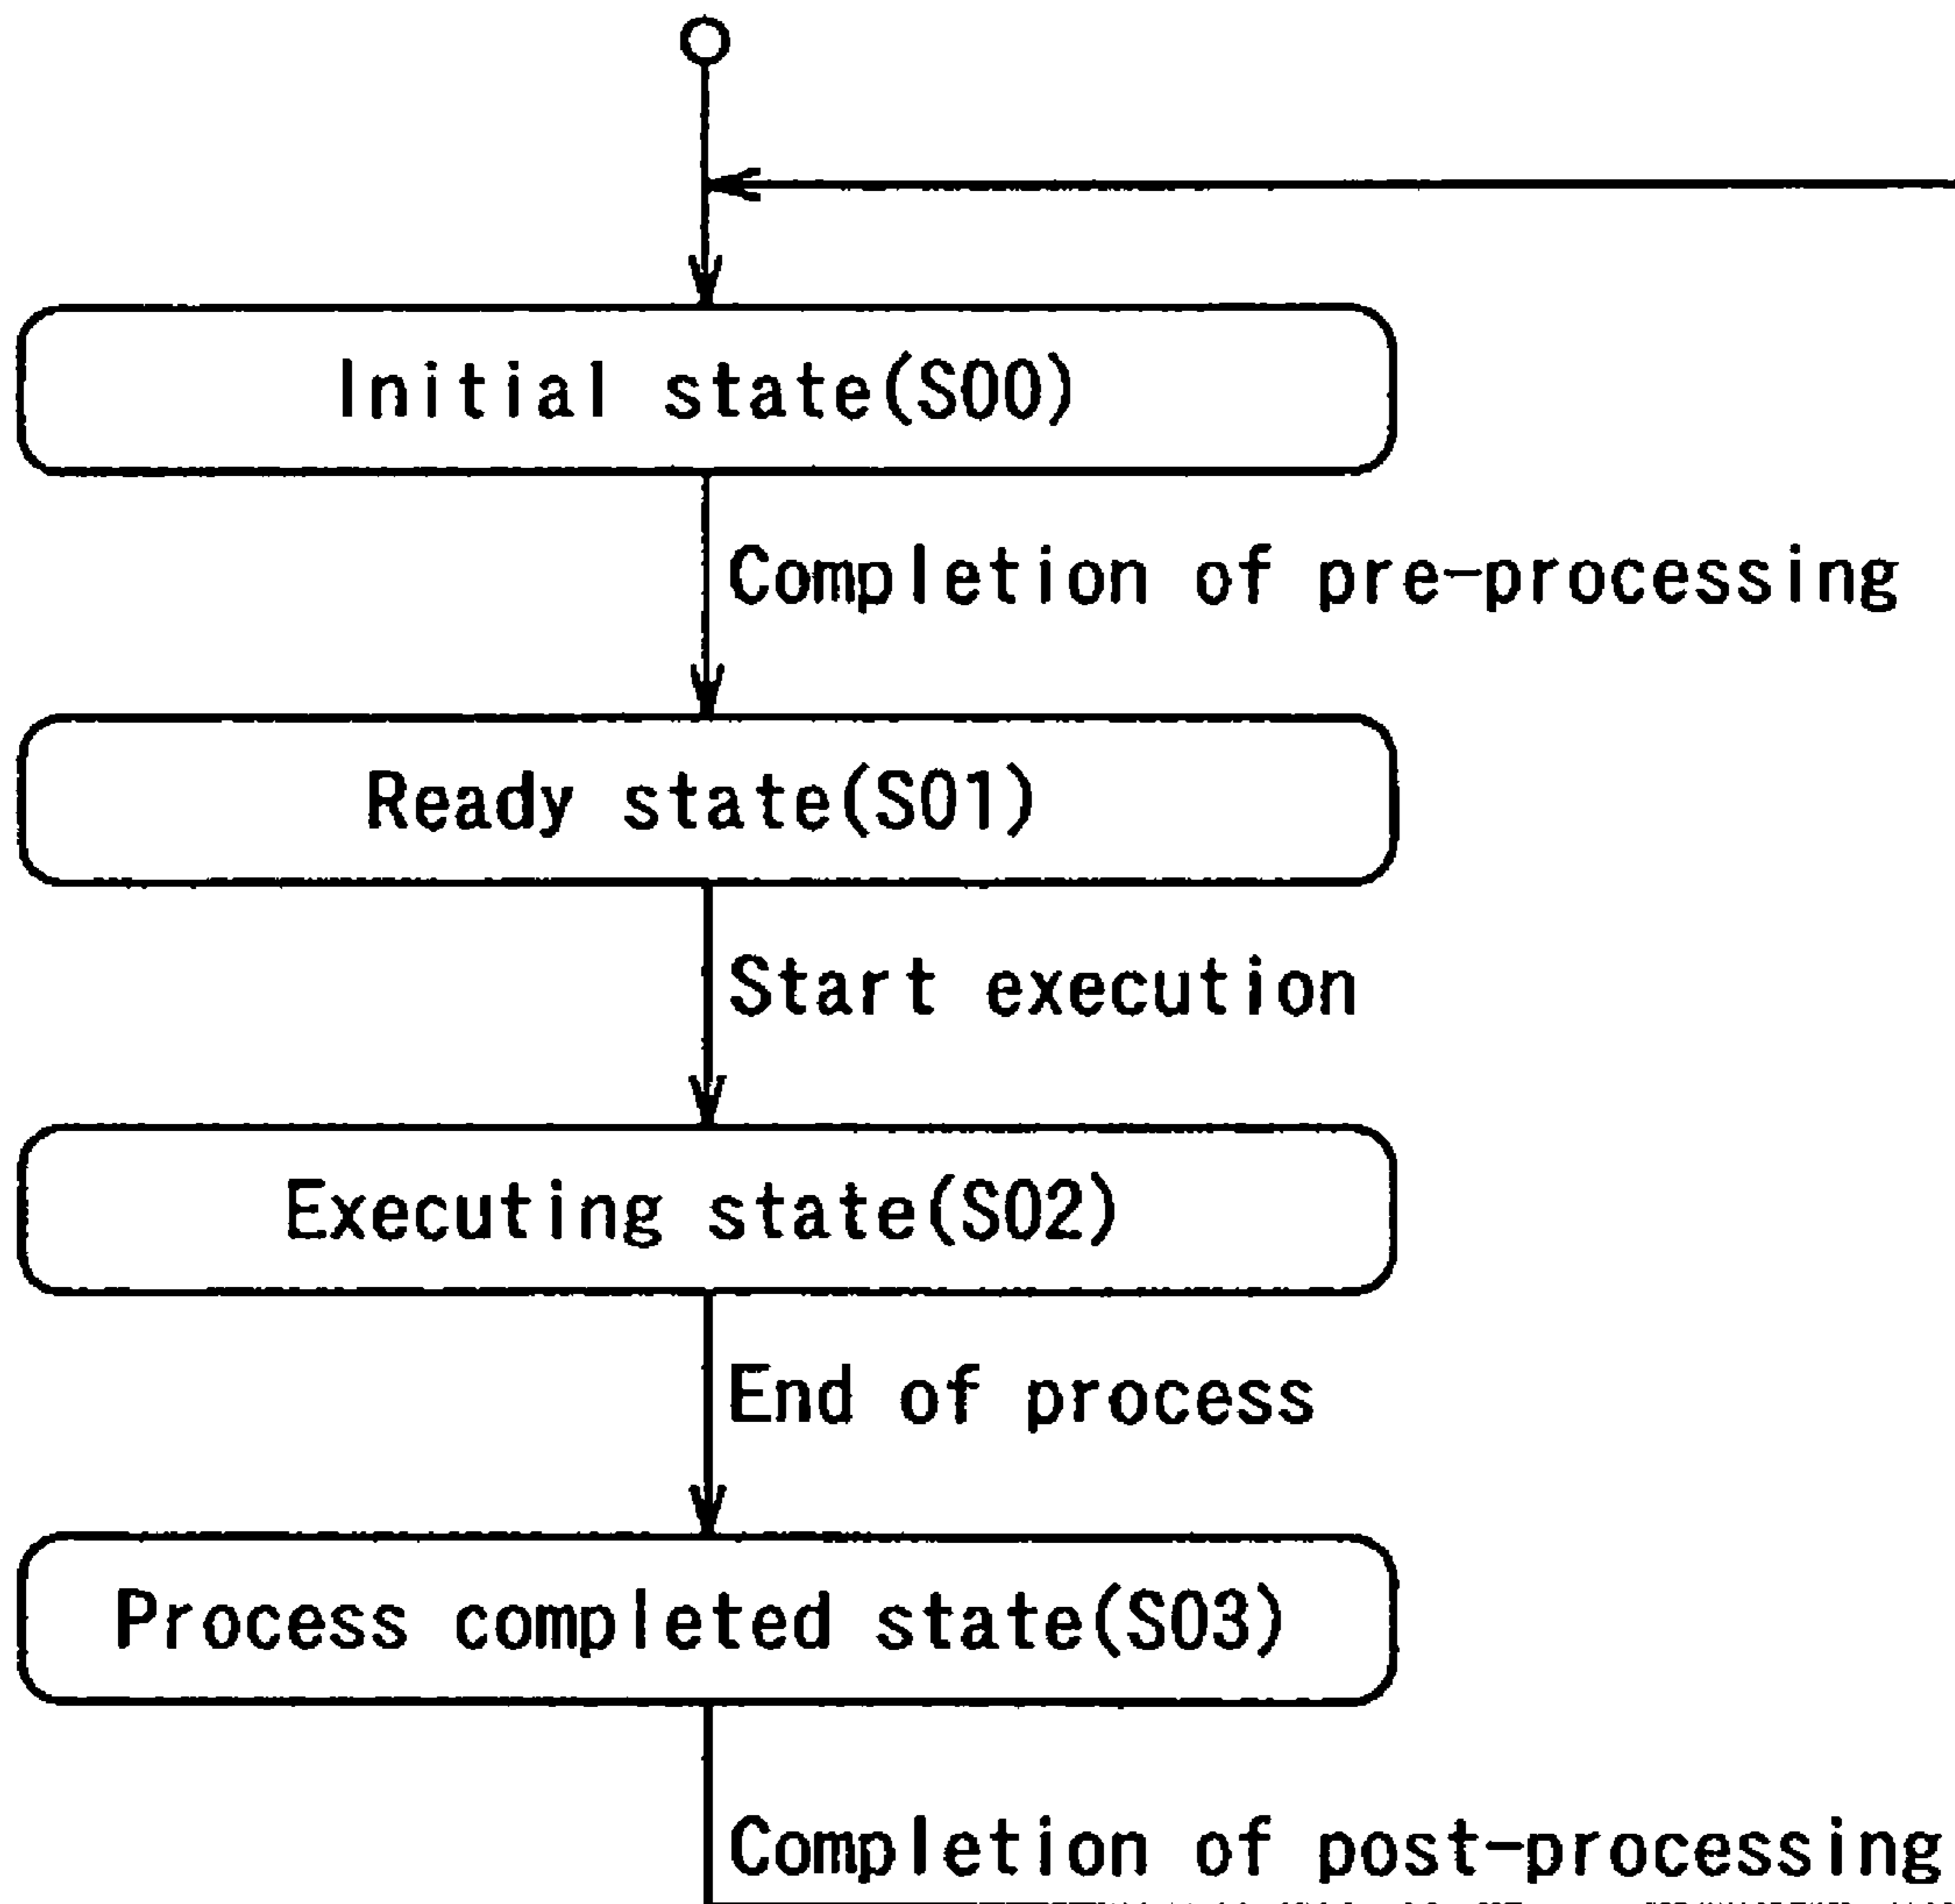 Initial state(S00)
Completion of pre-processing
Ready state(S01)
Start execution
Executing state(S02)
End of process
Process completed state(S03)
Completion of post-processing